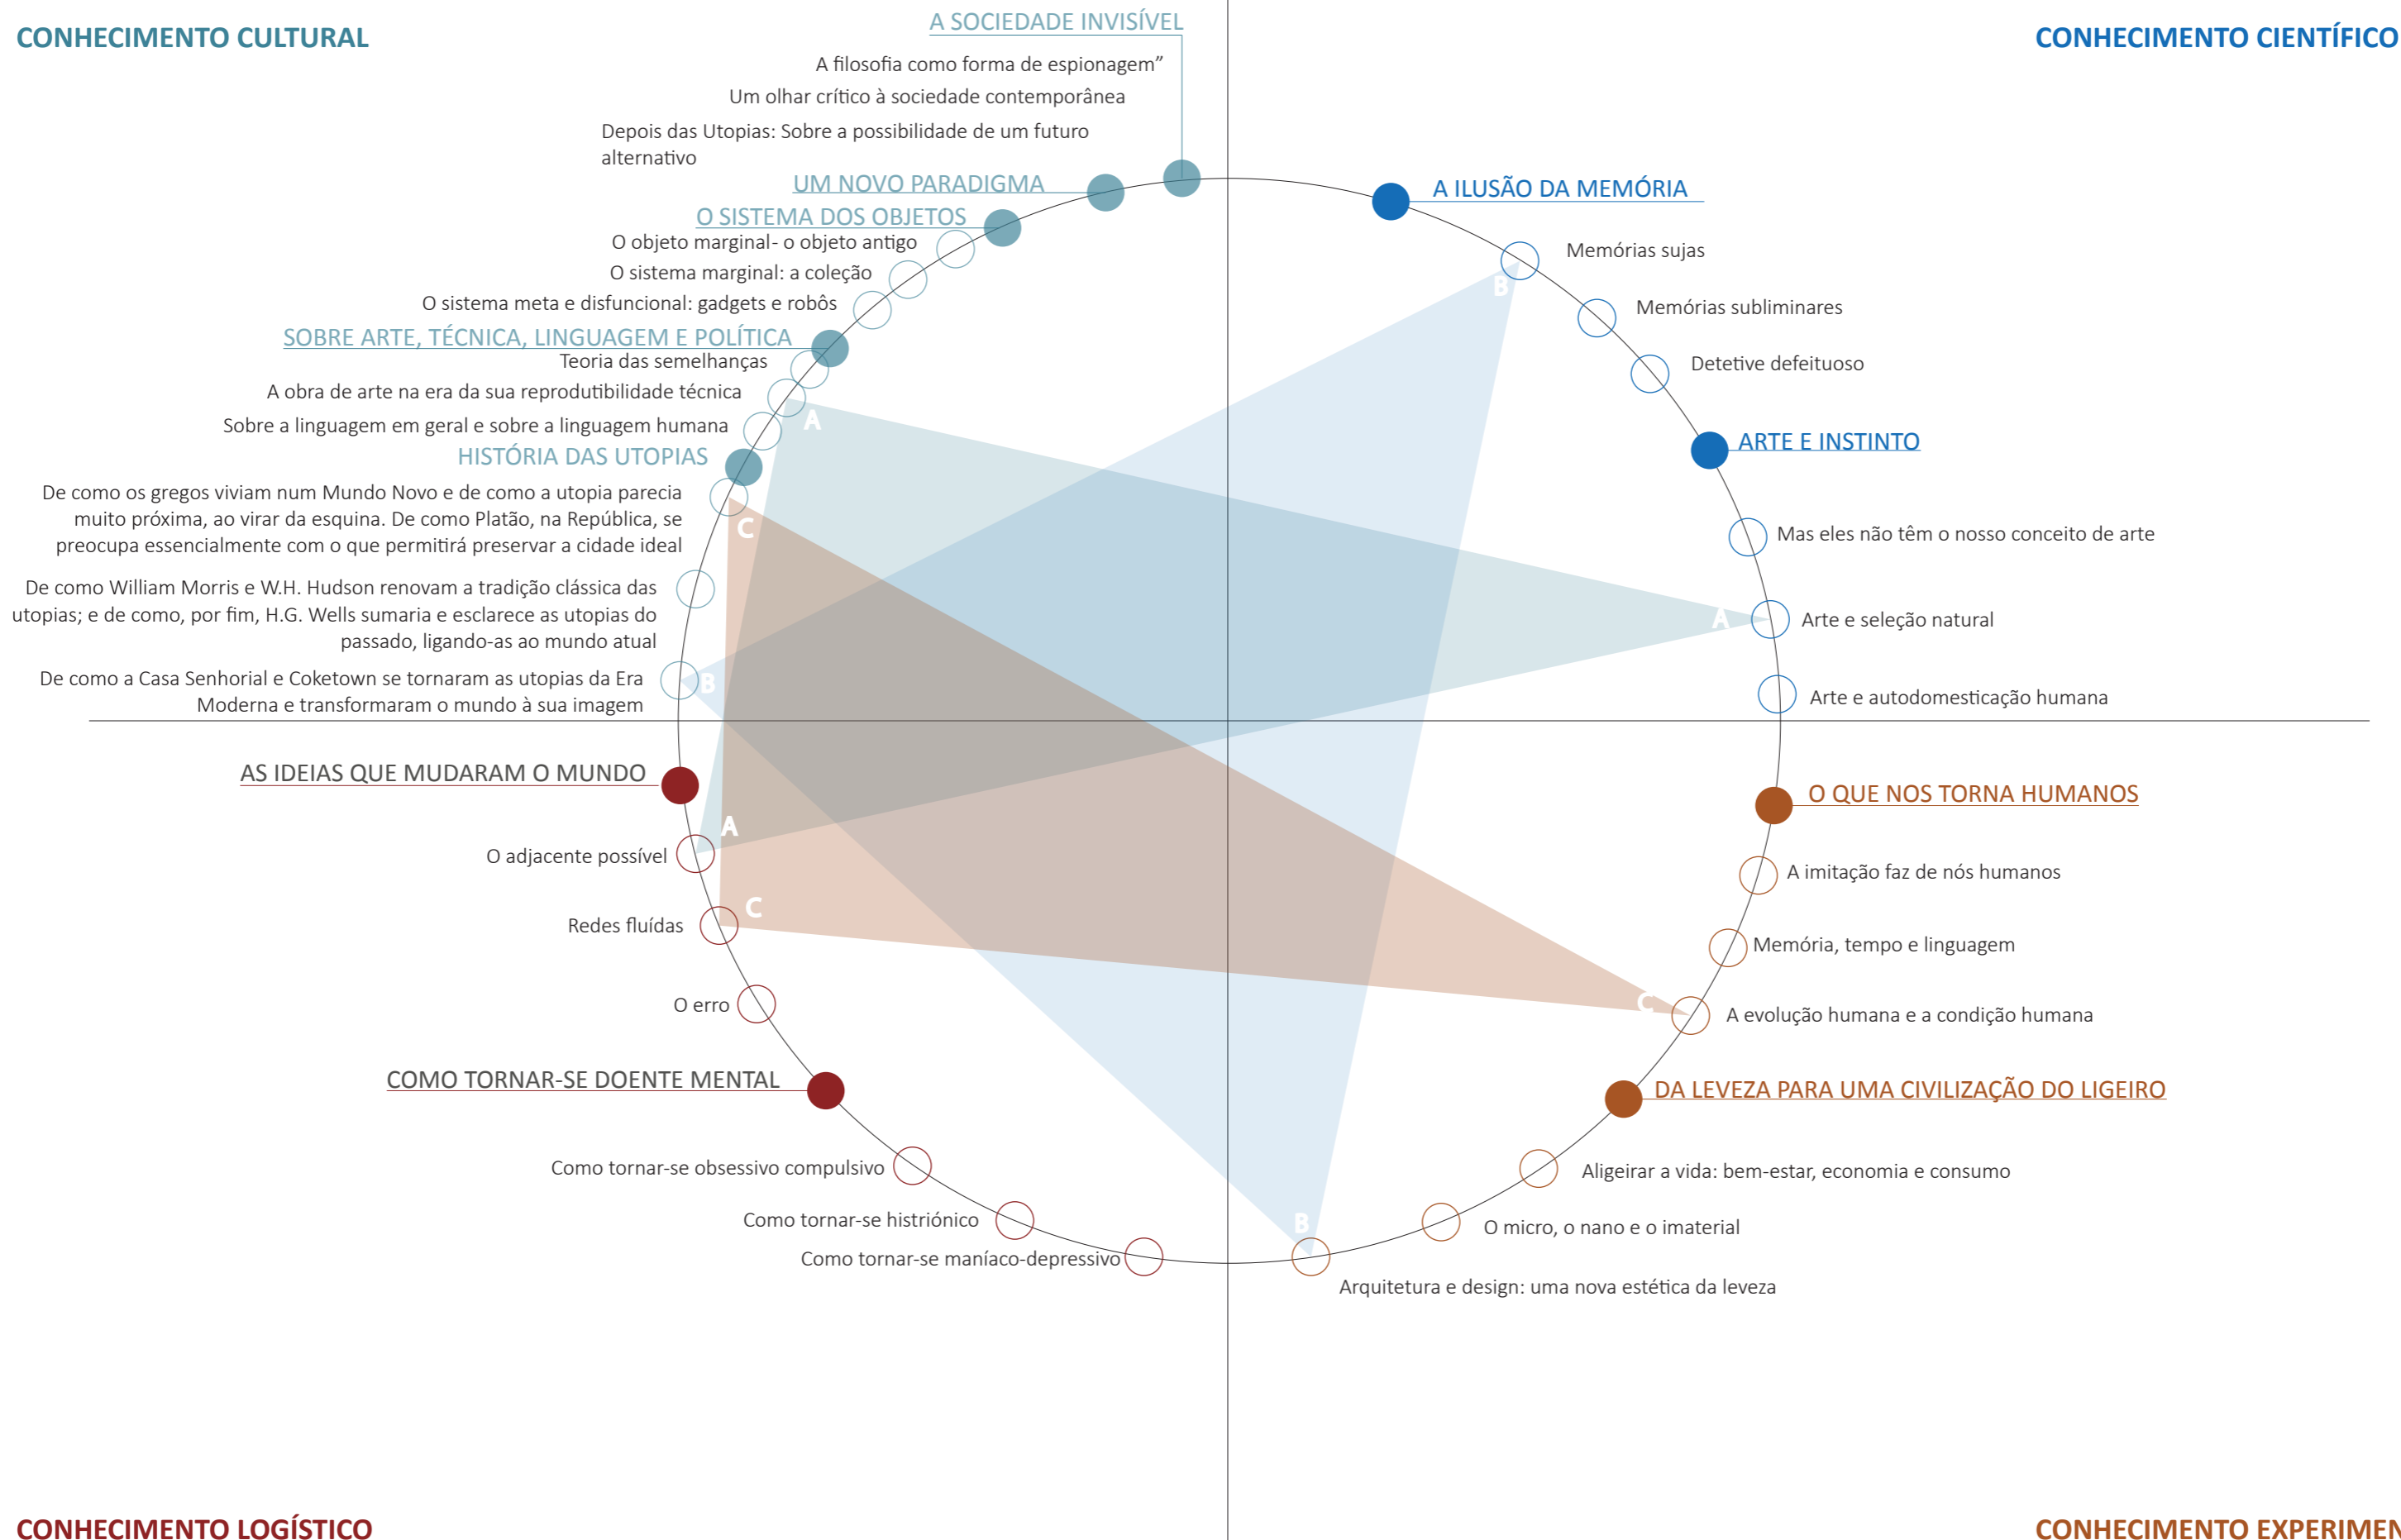 CONHECIMENTO CULTURAL
A SOCIEDADE INVISÍVEL
A filosofia como forma de espionagem”
Um olhar crítico à sociedade contemporânea
Depois das Utopias: Sobre a possibilidade de um futuro
alternativo
UM NOVO PARADIGMA
O SISTEMA DOS OBJETOS
O objeto marginal- o objeto antigo
O sistema marginal: a coleção
O sistema meta e disfuncional: gadgets e robôs
SOBRE ARTE, TÉCNICA, LINGUAGEM E POLÍTICA
Teoria das semelhanças
A obra de arte na era da sua reprodutibilidade técnica
A
Sobre a linguagem em geral e sobre a linguagem humana
HISTÓRIA DAS UTOPIAS
De como os gregos viviam num Mundo Novo e de como a utopia parecia
muito próxima, ao virar da esquina. De como Platão, na República, se
preocupa essencialmente com o que permitirá preservar a cidade ideal
C
De como William Morris e W.H. Hudson renovam a tradição clássica das
utopias; e de como, por fim, H.G. Wells sumaria e esclarece as utopias do
passado, ligando-as ao mundo atual
De como a Casa Senhorial e Coketown se tornaram as utopias da Era
Moderna e transformaram o mundo à sua imagem
B
CONHECIMENTO CIENTÍFICO
A ILUSÃO DA MEMÓRIA
Memórias sujas
B
Memórias subliminares
Detetive defeituoso
ARTE E INSTINTO
Mas eles não têm o nosso conceito de arte
Arte e seleção natural
A
Arte e autodomesticação humana
AS IDEIAS QUE MUDARAM O MUNDO
O adjacente possível
A
Redes fluídas
C
O erro
COMO TORNAR-SE DOENTE MENTAL
Como tornar-se obsessivo compulsivo
Como tornar-se histriónico
Como tornar-se maníaco-depressivo
CONHECIMENTO LOGÍSTICO
O QUE NOS TORNA HUMANOS
A imitação faz de nós humanos
Memória, tempo e linguagem
A evolução humana e a condição humana
C
DA LEVEZA PARA UMA CIVILIZAÇÃO DO LIGEIRO
Aligeirar a vida: bem-estar, economia e consumo
O micro, o nano e o imaterial
B
Arquitetura e design: uma nova estética da leveza
CONHECIMENTO EXPERIMEN